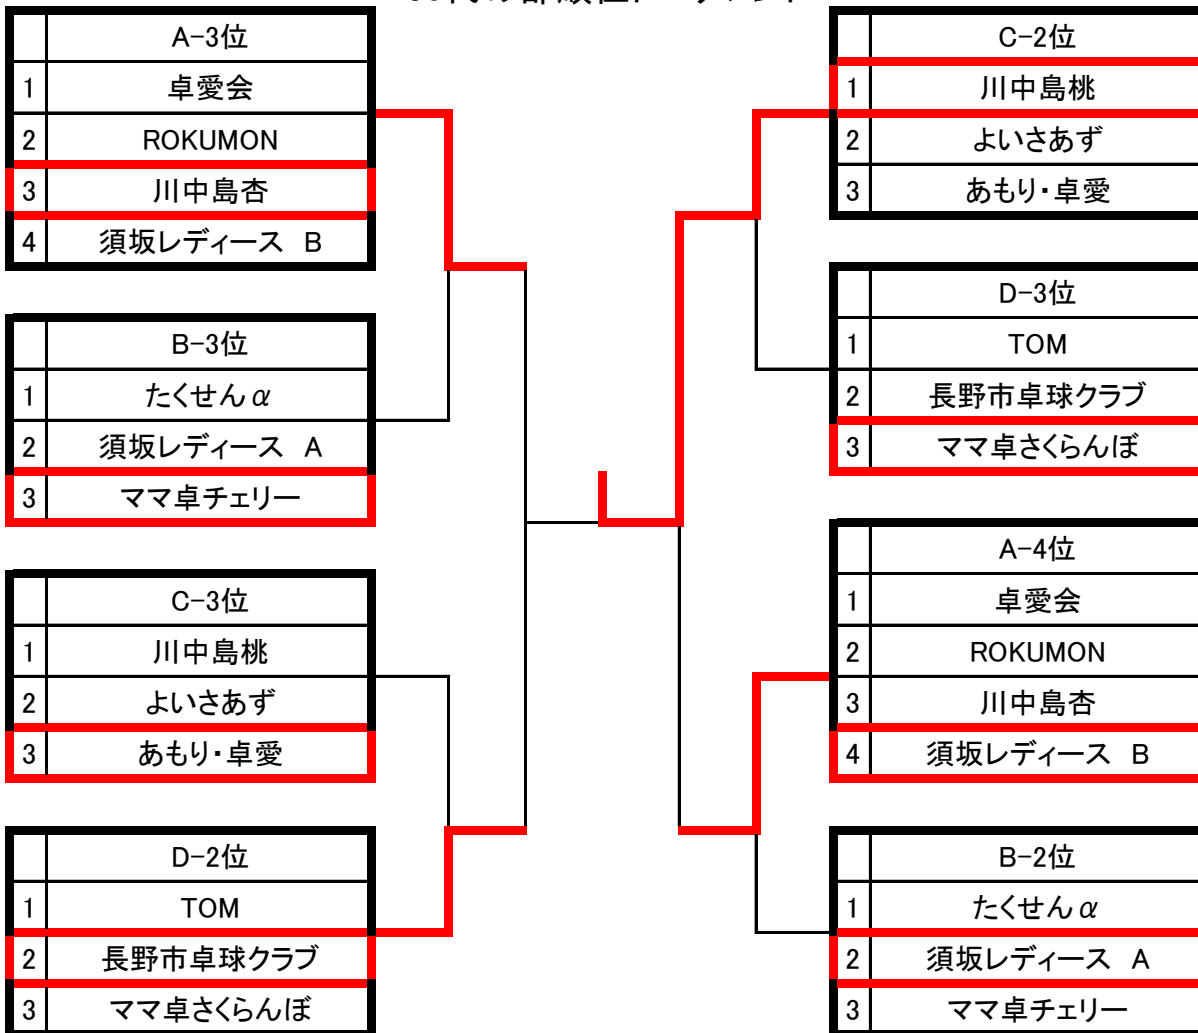 A-3位
1 卓愛会
2 ROKUMON
3 川中島杏
4 須坂レディース B
B-3位
1 たくせんα
2 須坂レディース A
3 ママ卓チェリー
C-3位
1 川中島桃
2 よいさあず
3 あもり・卓愛
D-2位
1 TOM
2 長野市卓球クラブ
3 ママ卓さくらんぼ
C-2位
1 川中島桃
2 よいさあず
3 あもり・卓愛
D-3位
1 TOM
2 長野市卓球クラブ
3 ママ卓さくらんぼ
A-4位
1 卓愛会
2 ROKUMON
3 川中島杏
4 須坂レディース B
B-2位
1 たくせんα
2 須坂レディース A
3 ママ卓チェリー